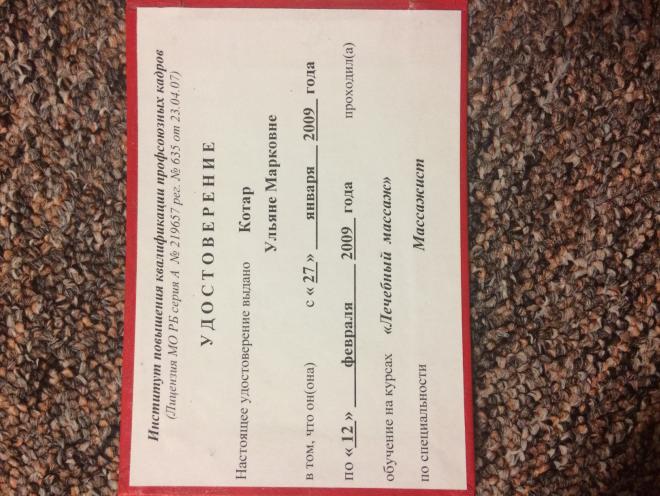 Институт повышения квалификации профсоюзных кадров
(Лицензия МО РБ серия А № 219657 рег. № 635 от 23.04.07)
УДОСТОВЕРЕНИЕ
Настоящее удостоверение выдано Котар
Ульяне Марковне
в том, что он(она) с « 27 » января 2009 года
по « 12 » февраля 2009 года проходил(а)
обучение на курсах «Лечебный массаж»
по специальности Массажист